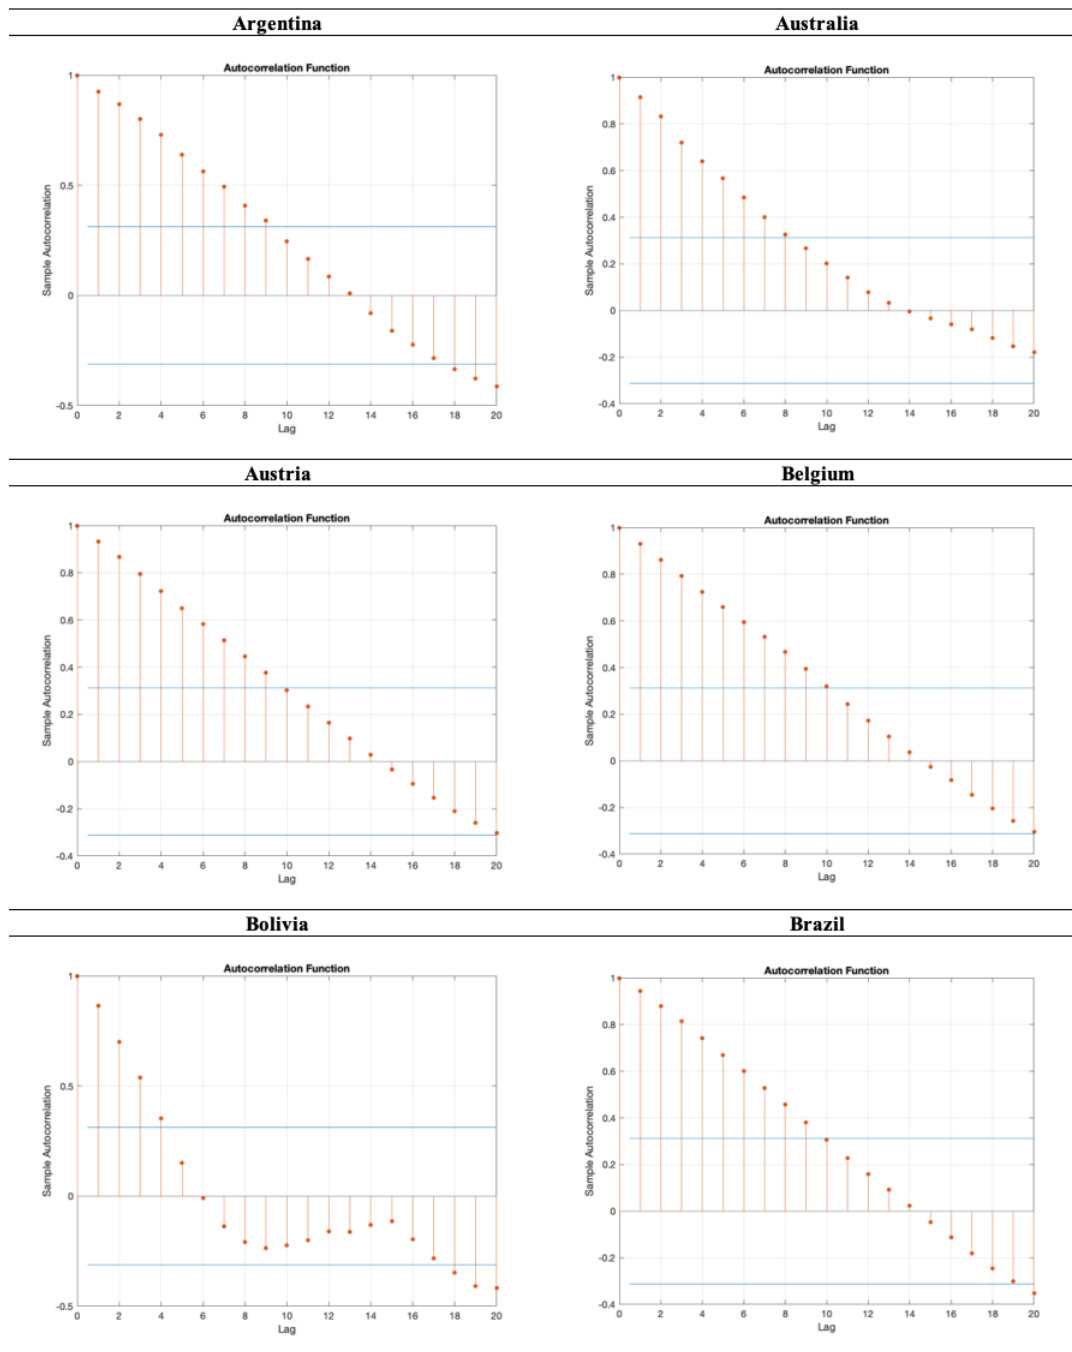 Argentina
Australia
Autocorrelation Function
1
0.5
0
-0.5
Sample Autocorrelation
0 2 4 6 8 10 12 14 16 18 20
Lag
Autocorrelation Function
1
0.8
0.6
0.4
0.2
0
-0.2
-0.4
Sample Autocorrelation
0 2 4 6 8 10 12 14 16 18 20
Lag
Austria
Belgium
Autocorrelation Function
1
0.8
0.6
0.4
0.2
0
-0.2
-0.4
Sample Autocorrelation
0 2 4 6 8 10 12 14 16 18 20
Lag
Autocorrelation Function
1
0.8
0.6
0.4
0.2
0
-0.2
-0.4
Sample Autocorrelation
0 2 4 6 8 10 12 14 16 18 20
Lag
Bolivia
Brazil
Autocorrelation Function
1
0.5
0
-0.5
Sample Autocorrelation
0 2 4 6 8 10 12 14 16 18 20
Lag
Autocorrelation Function
1
0.8
0.6
0.4
0.2
0
-0.2
-0.4
Sample Autocorrelation
0 2 4 6 8 10 12 14 16 18 20
Lag